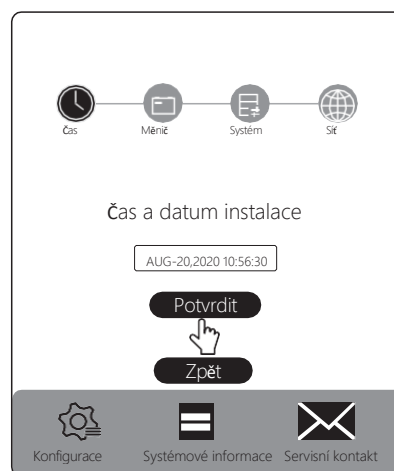 Čas Měnič Systém Síť
Čas a datum instalace
AUG-20,2020 10:56:30
Potvrdit
Zpět
Konfigurace Systémové informace Servisní kontakt